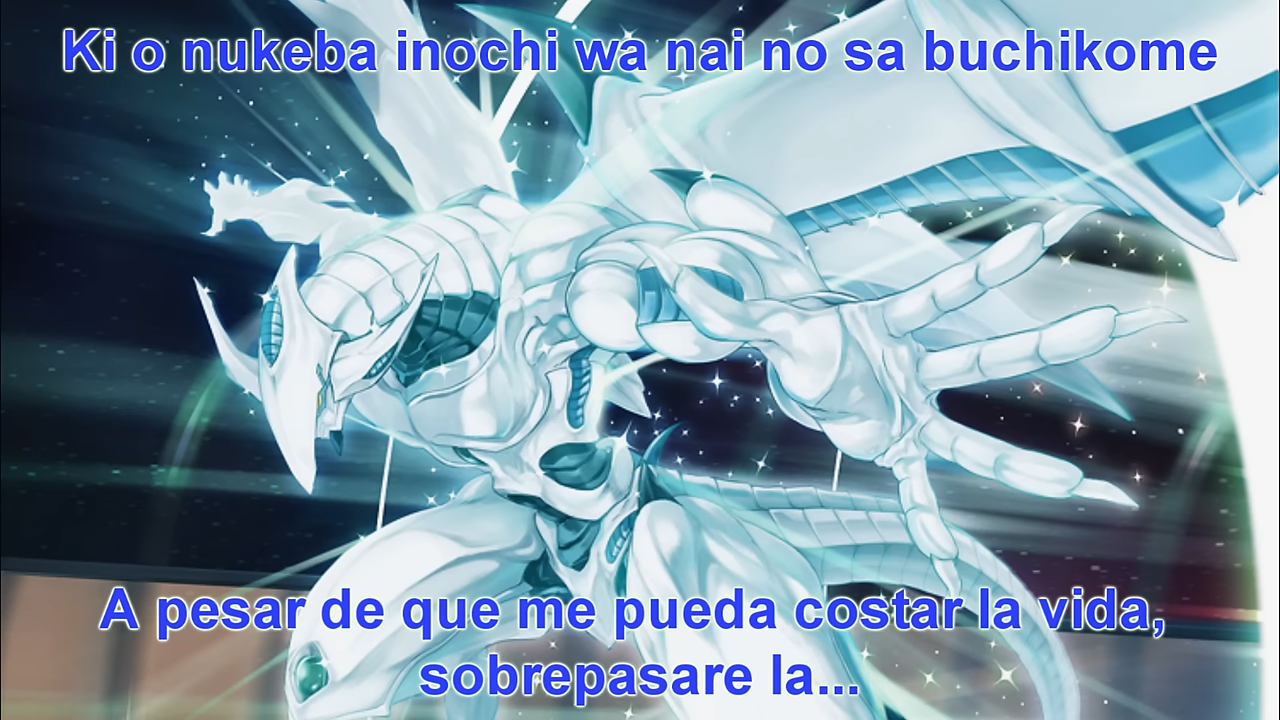 Ki o nukeba inochi wa nai no sa buchikome
A pesar de que me pueda costar la vida,
sobrepasare la...